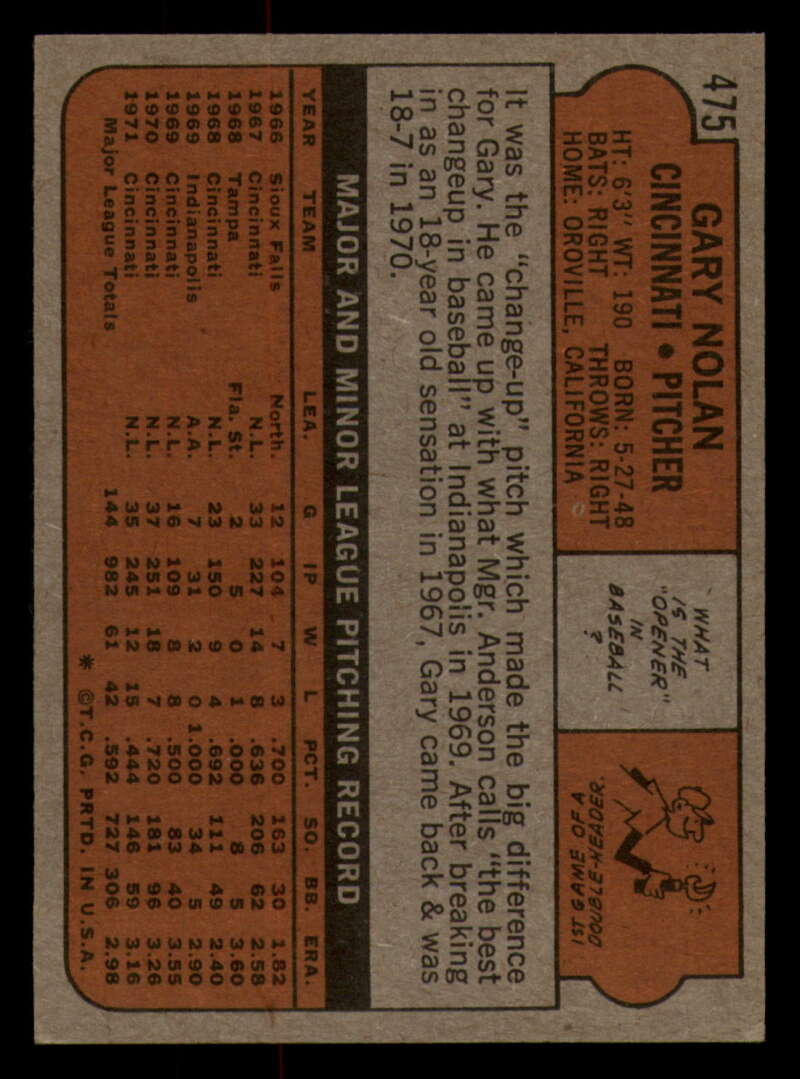 475
GARY NOLAN
CINCINNATI • PITCHER
HT: 6'3" WT: 190 BORN: 5-27-48
BATS: RIGHT THROWS: RIGHT
HOME: OROVILLE, CALIFORNIA
WHAT
IS THE
"OPENER"
IN
BASEBALL
?
1ST GAME OF A
DOUBLE-HEADER.
It was the "change-up" pitch which made the big difference
for Gary. He came up with what Mgr. Anderson calls "the best
changeup in baseball" at Indianapolis in 1969. After breaking
in as an 18-year old sensation in 1967, Gary came back & was
18-7 in 1970.
MAJOR AND MINOR LEAGUE PITCHING RECORD
YEAR TEAM LEA. G IP W L PCT. SO. BB. ERA.
1966 Sioux Falls North. 12 104 7 3 .700 163 30 1.82
1967 Cincinnati N.L. 33 227 14 8 .636 206 62 2.58
1968 Tampa Fla. St. 2 5 0 1 .000 8 5 3.60
1968 Cincinnati N.L. 23 150 9 4 .692 111 49 2.40
1969 Indianapolis A.A. 7 31 2 0 1.000 34 5 2.90
1969 Cincinnati N.L. 16 109 8 8 .500 83 40 3.55
1970 Cincinnati N.L. 37 251 18 7 .720 181 96 3.26
1971 Cincinnati N.L. 35 245 12 15 .444 146 59 3.16
Major League Totals 144 982 61 42 .592 727 306 2.98
* ©T.C.G. PRTD. IN U.S.A.